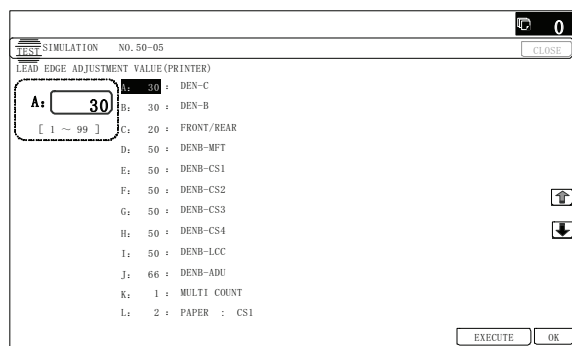 0
TEST SIMULATION NO.50-05
CLOSE
LEAD EDGE ADJUSTMENT VALUE(PRINTER)
A: 30
[ 1 ～ 99 ]
A: 30 : DEN-C
B: 30 : DEN-B
C: 20 : FRONT/REAR
D: 50 : DENB-MFT
E: 50 : DENB-CS1
F: 50 : DENB-CS2
G: 50 : DENB-CS3
H: 50 : DENB-CS4
I: 50 : DENB-LCC
J: 66 : DENB-ADU
K: 1 : MULTI COUNT
L: 2 : PAPER : CS1
EXECUTE OK